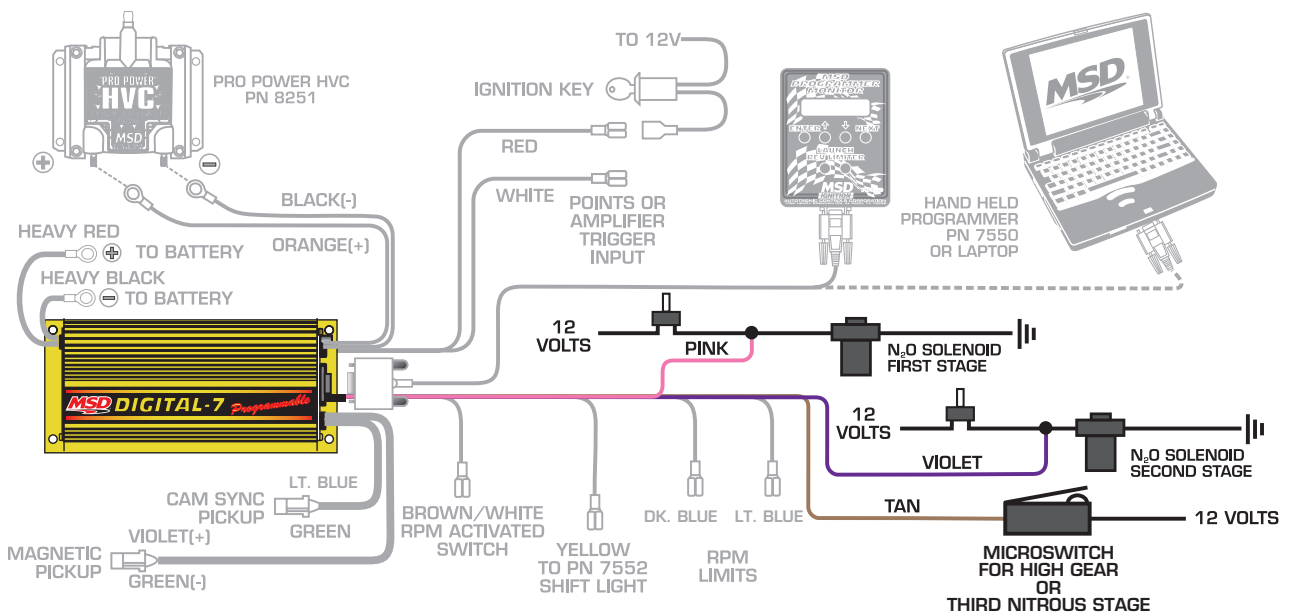 PRO POWER
HVC
MSD
PRO POWER HVC
PN 8251
TO 12V
IGNITION KEY
RED
WHITE
POINTS OR
AMPLIFIER
TRIGGER
INPUT
BLACK(-)
ORANGE(+)
HEAVY RED
TO BATTERY
HEAVY BLACK
TO BATTERY
MSD
PROGRAMMER
MONITOR
ENTER
NEXT
LAUNCH
REV LIMITER
MSD
IGNITION
MSD
HAND HELD
PROGRAMMER
PN 7550
OR LAPTOP
12
VOLTS
PINK
N₂O SOLENOID
FIRST STAGE
12
VOLTS
VIOLET
N₂O SOLENOID
SECOND STAGE
MSD DIGITAL-7 Programmable
TAN
12 VOLTS
MICROSWITCH
FOR HIGH GEAR
OR
THIRD NITROUS STAGE
LT. BLUE
CAM SYNC
PICKUP
GREEN
VIOLET(+)
MAGNETIC
PICKUP
GREEN(-)
BROWN/WHITE
RPM ACTIVATED
SWITCH
YELLOW
TO PN 7552
SHIFT LIGHT
DK. BLUE
LT. BLUE
RPM
LIMITS